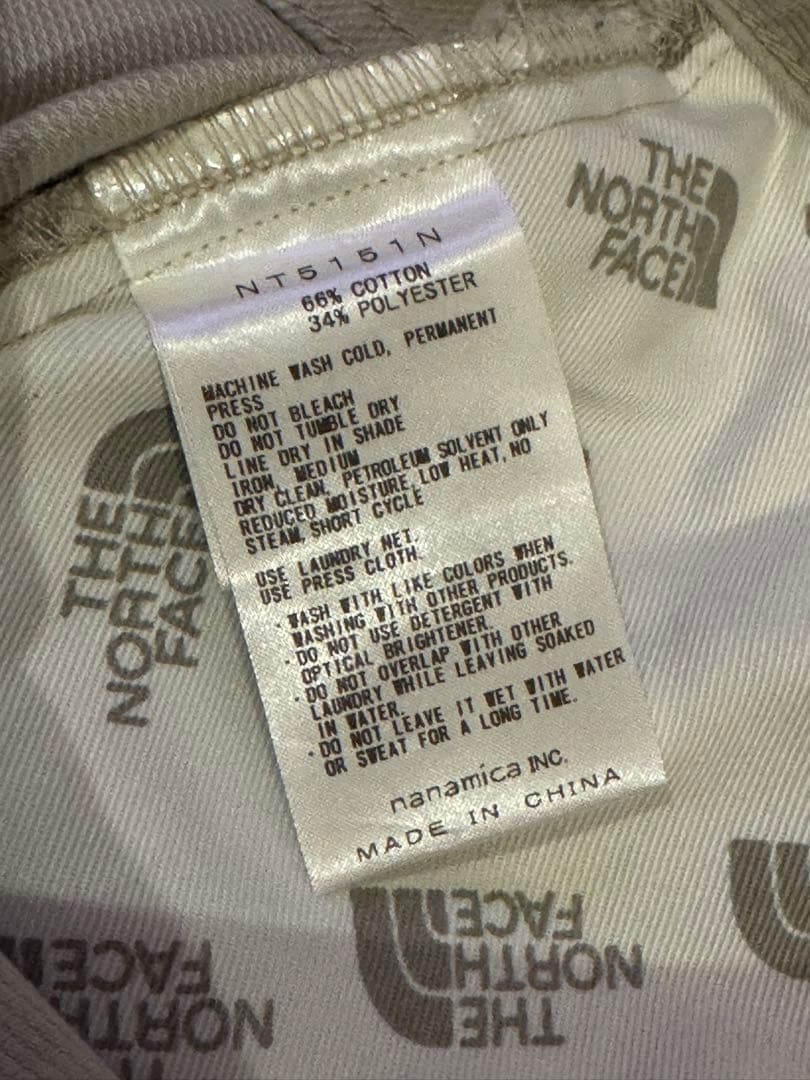 THE
NORTH
FACE
NT5151N
66% COTTON
34% POLYESTER
MACHINE WASH COLD, PERMANENT
PRESS
DO NOT BLEACH
DO NOT TUMBLE DRY
LINE DRY IN SHADE
IRON, MEDIUM
DRY CLEAN, PETROLEUM SOLVENT ONLY
REDUCED MOISTURE, LOW HEAT, NO
STEAM, SHORT CYCLE
USE LAUNDRY NET.
USE PRESS CLOTH.
·WASH WITH LIKE COLORS WHEN
WASHING WITH OTHER PRODUCTS.
·DO NOT USE DETERGENT WITH
OPTICAL BRIGHTENER.
·DO NOT OVERLAP WITH OTHER
LAUNDRY WHILE LEAVING SOAKED
IN WATER.
·DO NOT LEAVE IT WET WITH WATER
OR SWEAT FOR A LONG TIME.
nanamica INC.
MADE IN CHINA
THE
NORTH
FACE
THE
NORTH
FACE
THE
NORTH
FACE